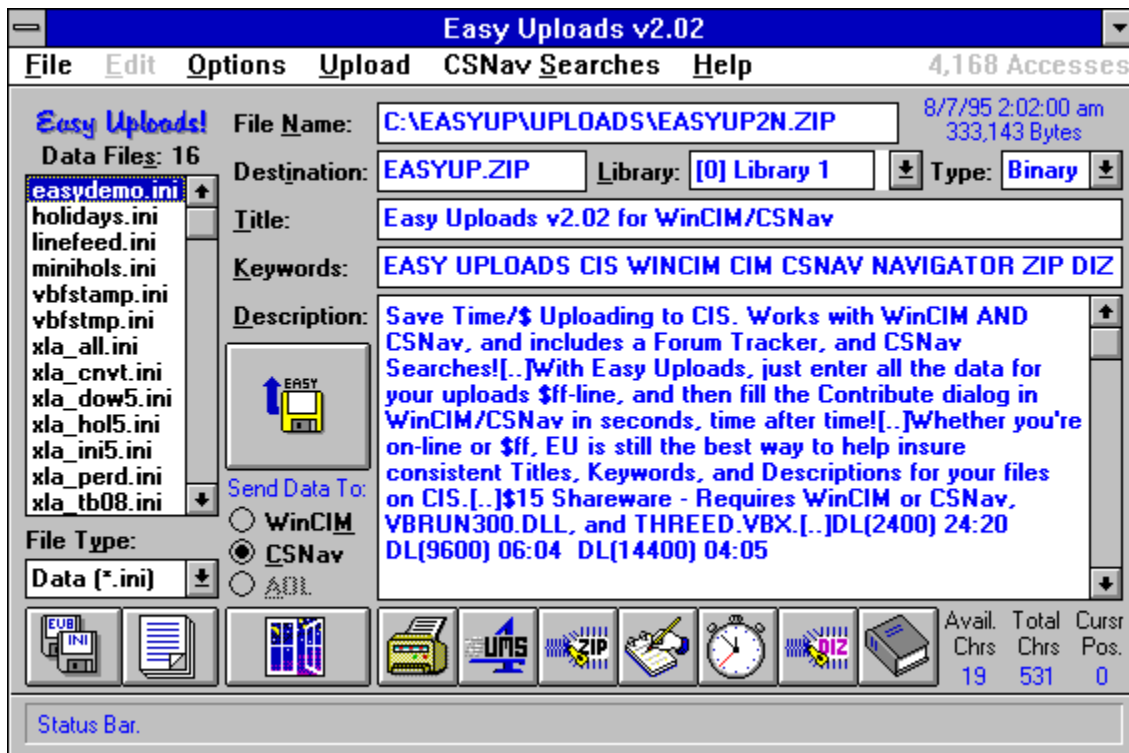 Easy Uploads v2.02
File Edit Options Upload CSNav Searches Help 4,168 Accesses
Easy Uploads!
Data Files: 16
easydemo.ini
holidays.ini
linefeed.ini
minihols.ini
vbfstamp.ini
vbfstmp.ini
xla_all.ini
xla_cnvt.ini
xla_dow5.ini
xla_hol5.ini
xla_ini5.ini
xla_perd.ini
xla_tb08.ini
File Type:
Data (*.ini)
File Name: C:\EASYUP\UPLOADS\EASYUP2N.ZIP
8/7/95 2:02:00 am
333,143 Bytes
Destination: EASYUP.ZIP Library: [0] Library 1 Type: Binary
Title: Easy Uploads v2.02 for WinCIM/CSNav
Keywords: EASY UPLOADS CIS WINCIM CIM CSNAV NAVIGATOR ZIP DIZ
Description:
Save Time/$ Uploading to CIS. Works with WinCIM AND
CSNav, and includes a Forum Tracker, and CSNav
Searches![..]With Easy Uploads, just enter all the data for
your uploads $ff-line, and then fill the Contribute dialog in
WinCIM/CSNav in seconds, time after time![..]Whether you're
on-line or $ff, EU is still the best way to help insure
consistent Titles, Keywords, and Descriptions for your files
on CIS.[..]$15 Shareware - Requires WinCIM or CSNav,
VBRUN300.DLL, and THREED.VBX.[..]DL(2400) 24:20
DL(9600) 06:04 DL(14400) 04:05
EASY
Send Data To:
WinCIM
CSNav
AOL
EUB
INI
UMS
ZIP
DIZ
Avail. Total Cursr
Chrs Chrs Pos.
19 531 0
Status Bar.